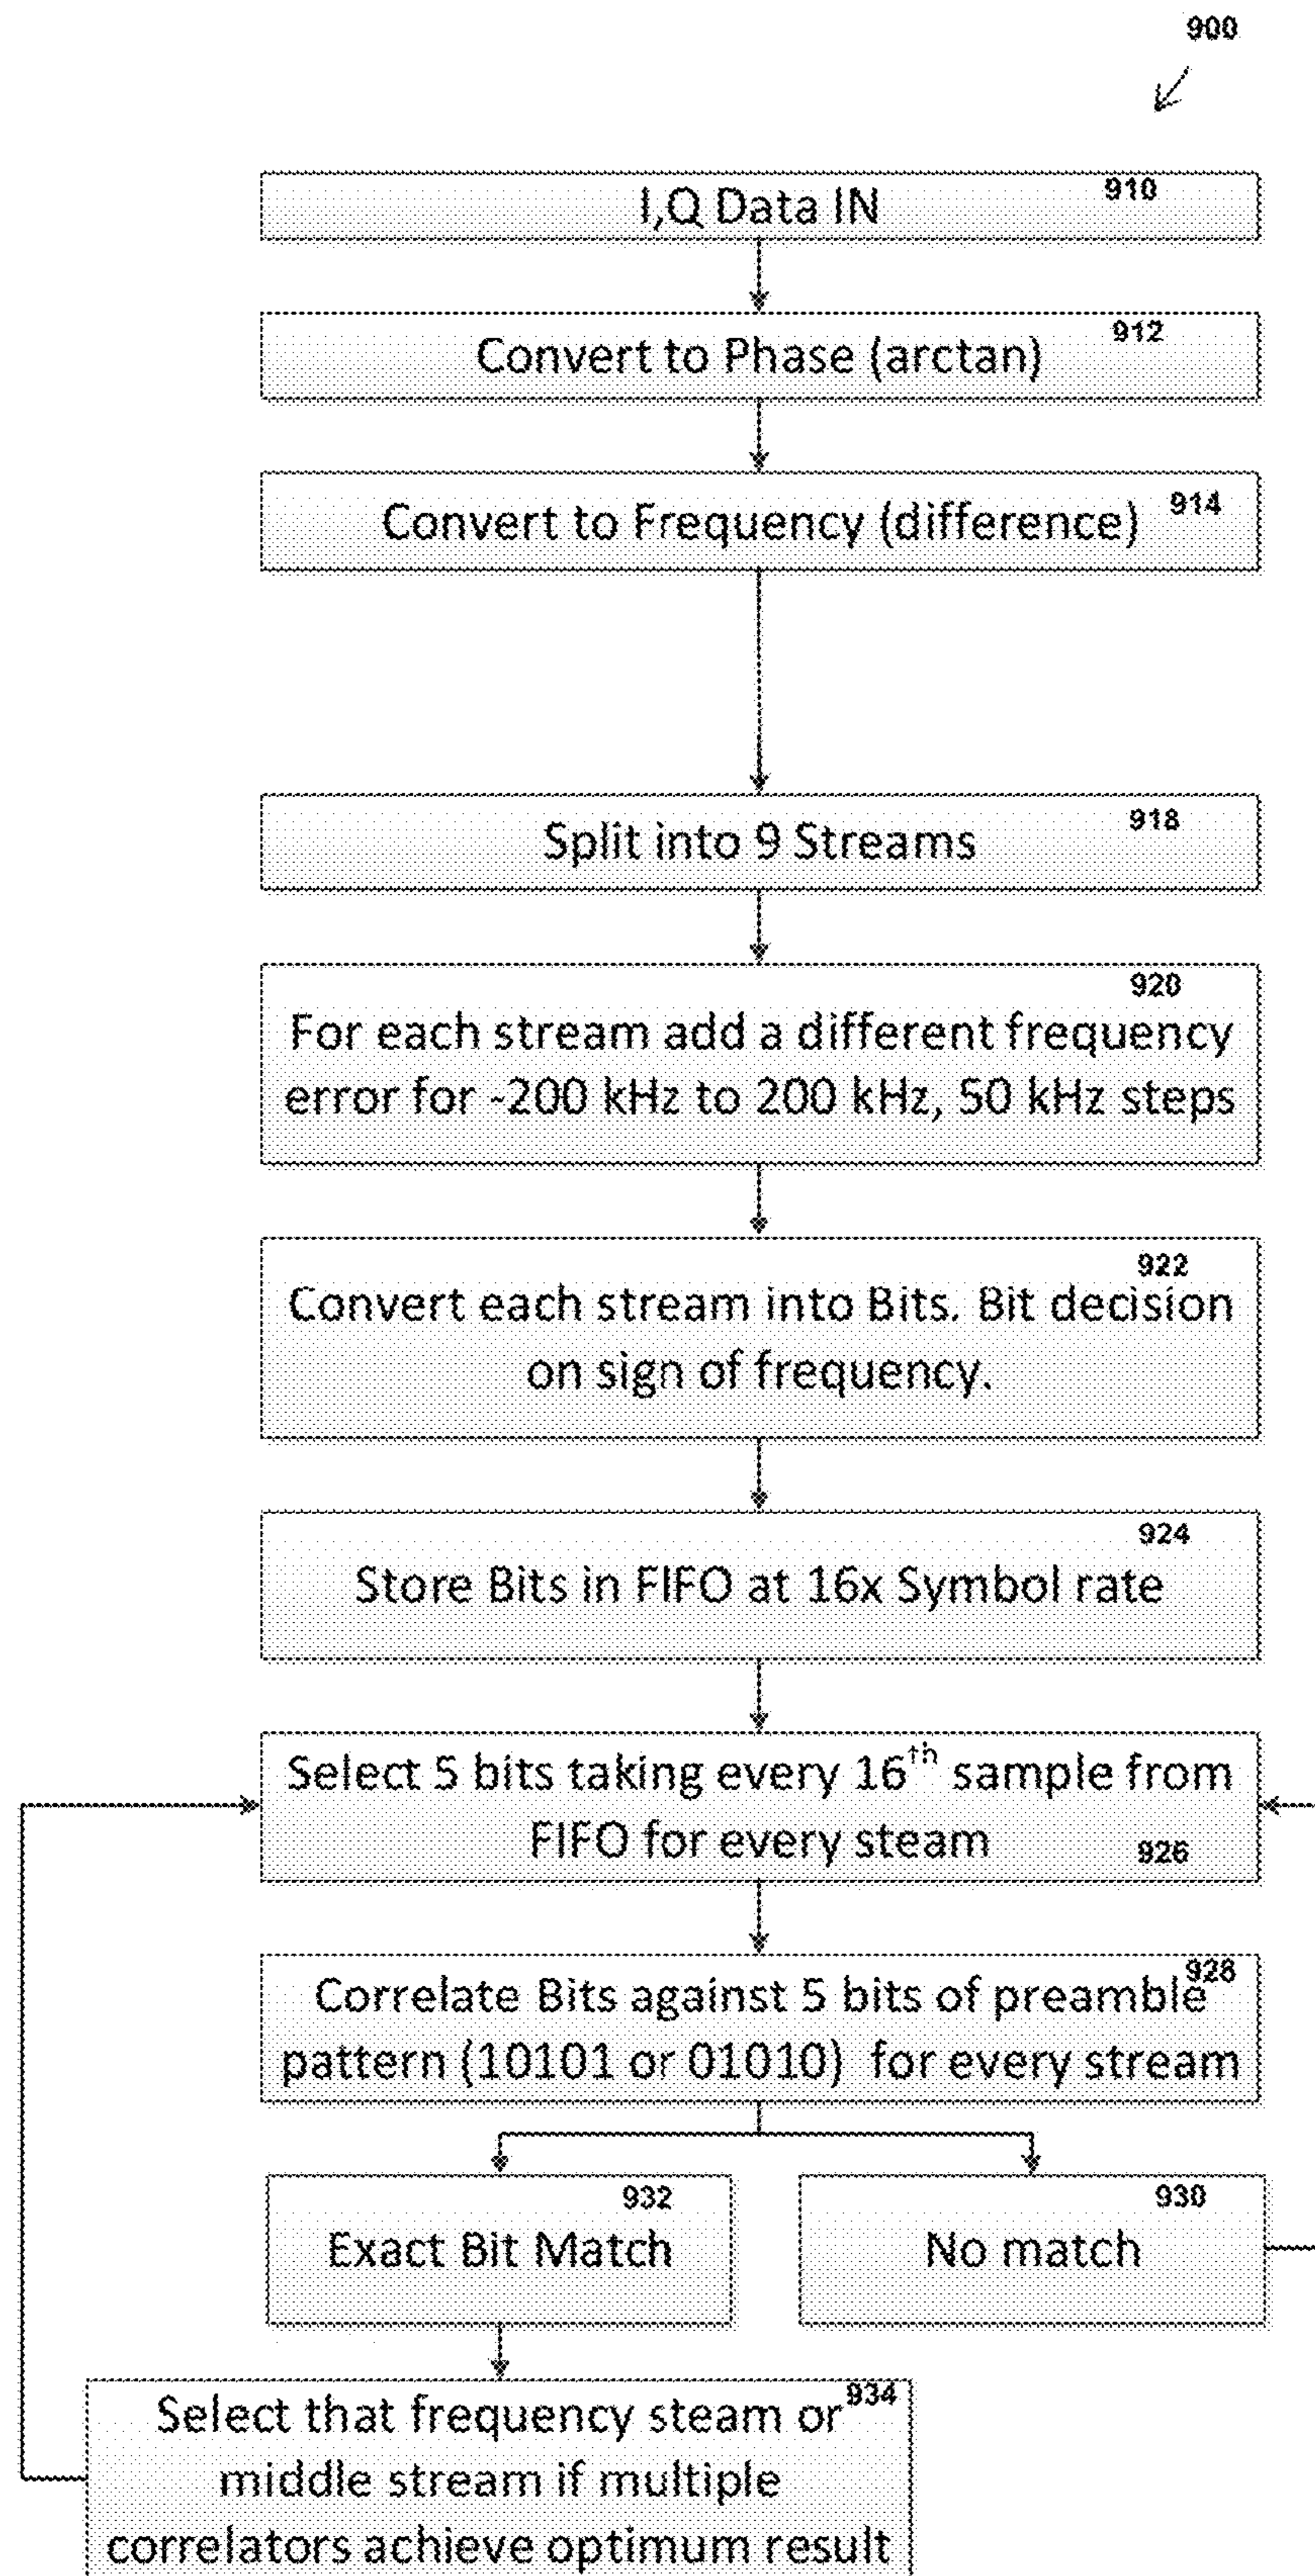 900
910
I,Q Data IN
912
Convert to Phase (arctan)
914
Convert to Frequency (difference)
918
Split into 9 Streams
920
For each stream add a different frequency
error for -200 kHz to 200 kHz, 50 kHz steps
922
Convert each stream into Bits. Bit decision
on sign of frequency.
924
Store Bits in FIFO at 16x Symbol rate
Select 5 bits taking every 16th sample from
FIFO for every steam
926
928
Correlate Bits against 5 bits of preamble
pattern (10101 or 01010) for every stream
932
Exact Bit Match
930
No match
934
Select that frequency steam or
middle stream if multiple
correlators achieve optimum result